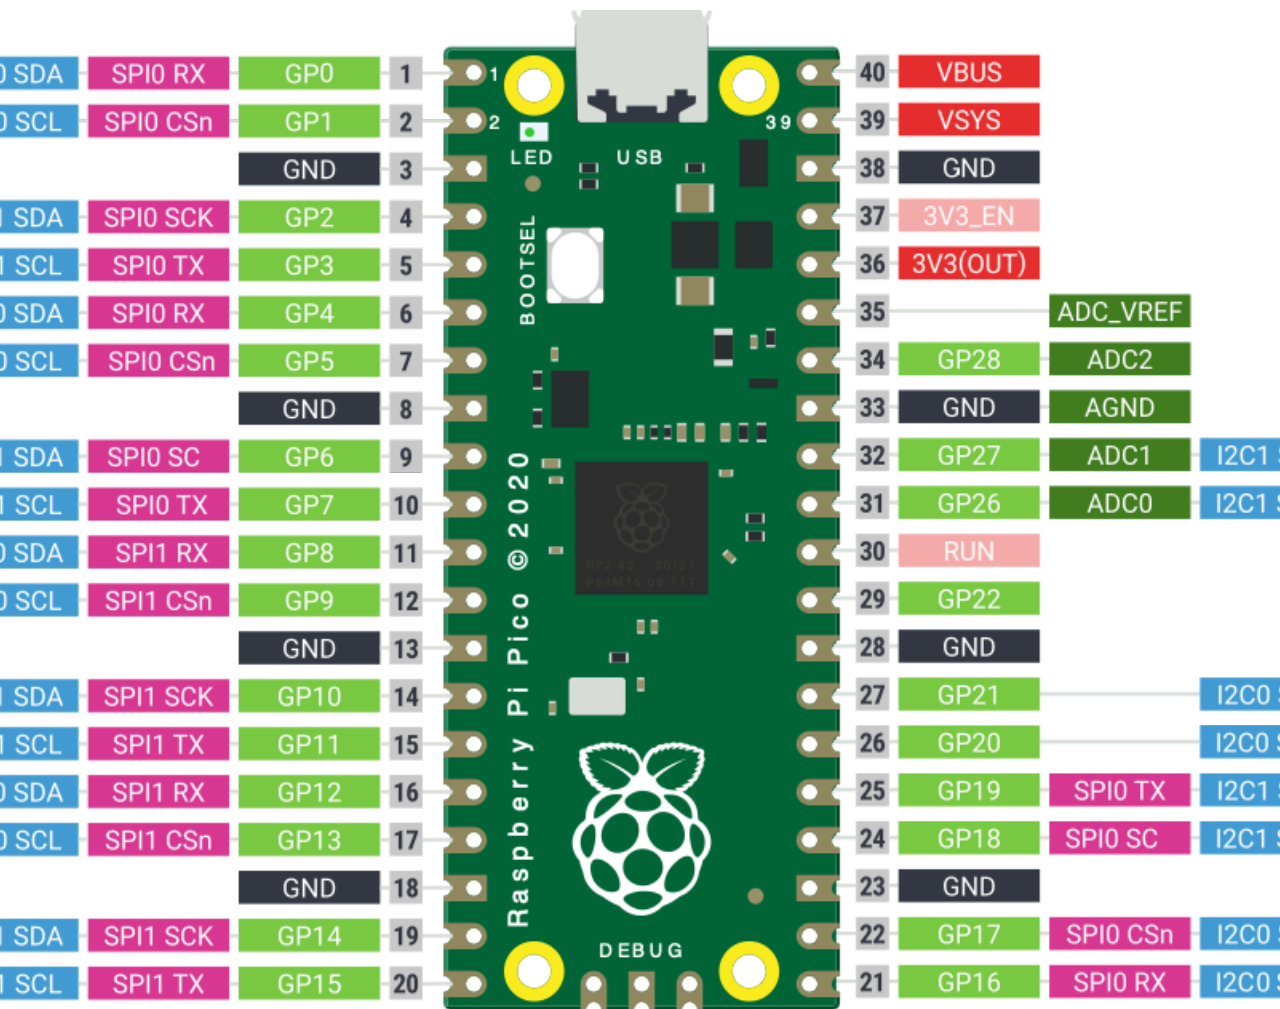 0 SDA SPI0 RX GP0 1 1 40 VBUS
0 SCL SPI0 CSn GP1 2 2 39 39 VSYS
LED USB
GND 3 38 GND
1 SDA SPI0 SCK GP2 4 37 3V3_EN
1 SCL SPI0 TX GP3 5 36 3V3(OUT)
BOOTSEL
0 SDA SPI0 RX GP4 6 35 ADC_VREF
0 SCL SPI0 CSn GP5 7 34 GP28 ADC2
GND 8 33 GND AGND
1 SDA SPI0 SC GP6 9 32 GP27 ADC1 I2C1
1 SCL SPI0 TX GP7 10 31 GP26 ADC0 I2C1
0 SDA SPI1 RX GP8 11 30 RUN
0 SCL SPI1 CSn GP9 12 29 GP22
GND 13 28 GND
1 SDA SPI1 SCK GP10 14 27 GP21 I2C0
1 SCL SPI1 TX GP11 15 26 GP20 I2C0
0 SDA SPI1 RX GP12 16 25 GP19 SPI0 TX I2C1
0 SCL SPI1 CSn GP13 17 24 GP18 SPI0 SC I2C1
GND 18 23 GND
1 SDA SPI1 SCK GP14 19 22 GP17 SPI0 CSn I2C0
1 SCL SPI1 TX GP15 20 21 GP16 SPI0 RX I2C0
Raspberry Pi Pico ©2020
DEBUG